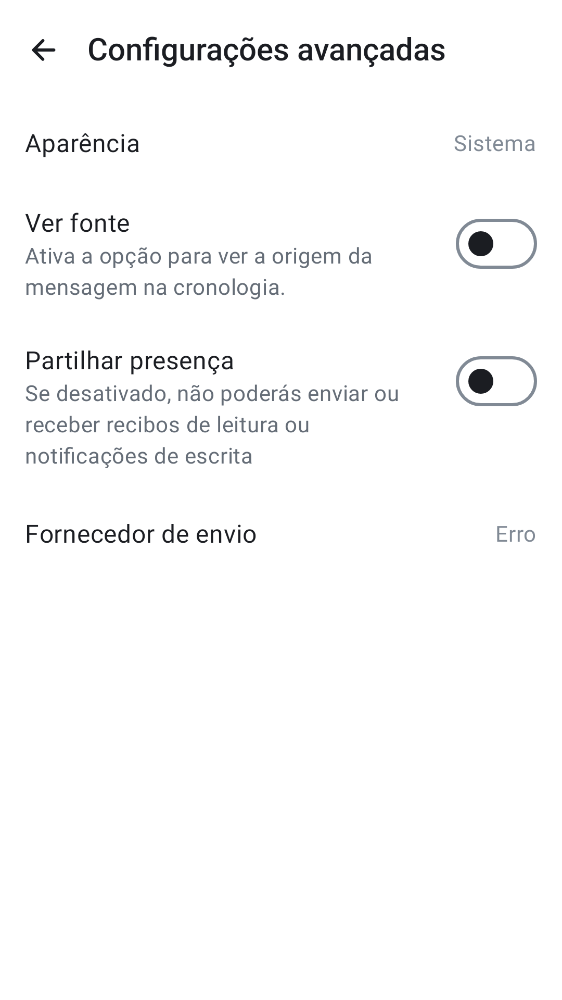 Configurações avançadas
Aparência
Sistema
Ver fonte
Ativa a opção para ver a origem da
mensagem na cronologia.
Partilhar presença
Se desativado, não poderás enviar ou
receber recibos de leitura ou
notificações de escrita
Fornecedor de envio
Erro